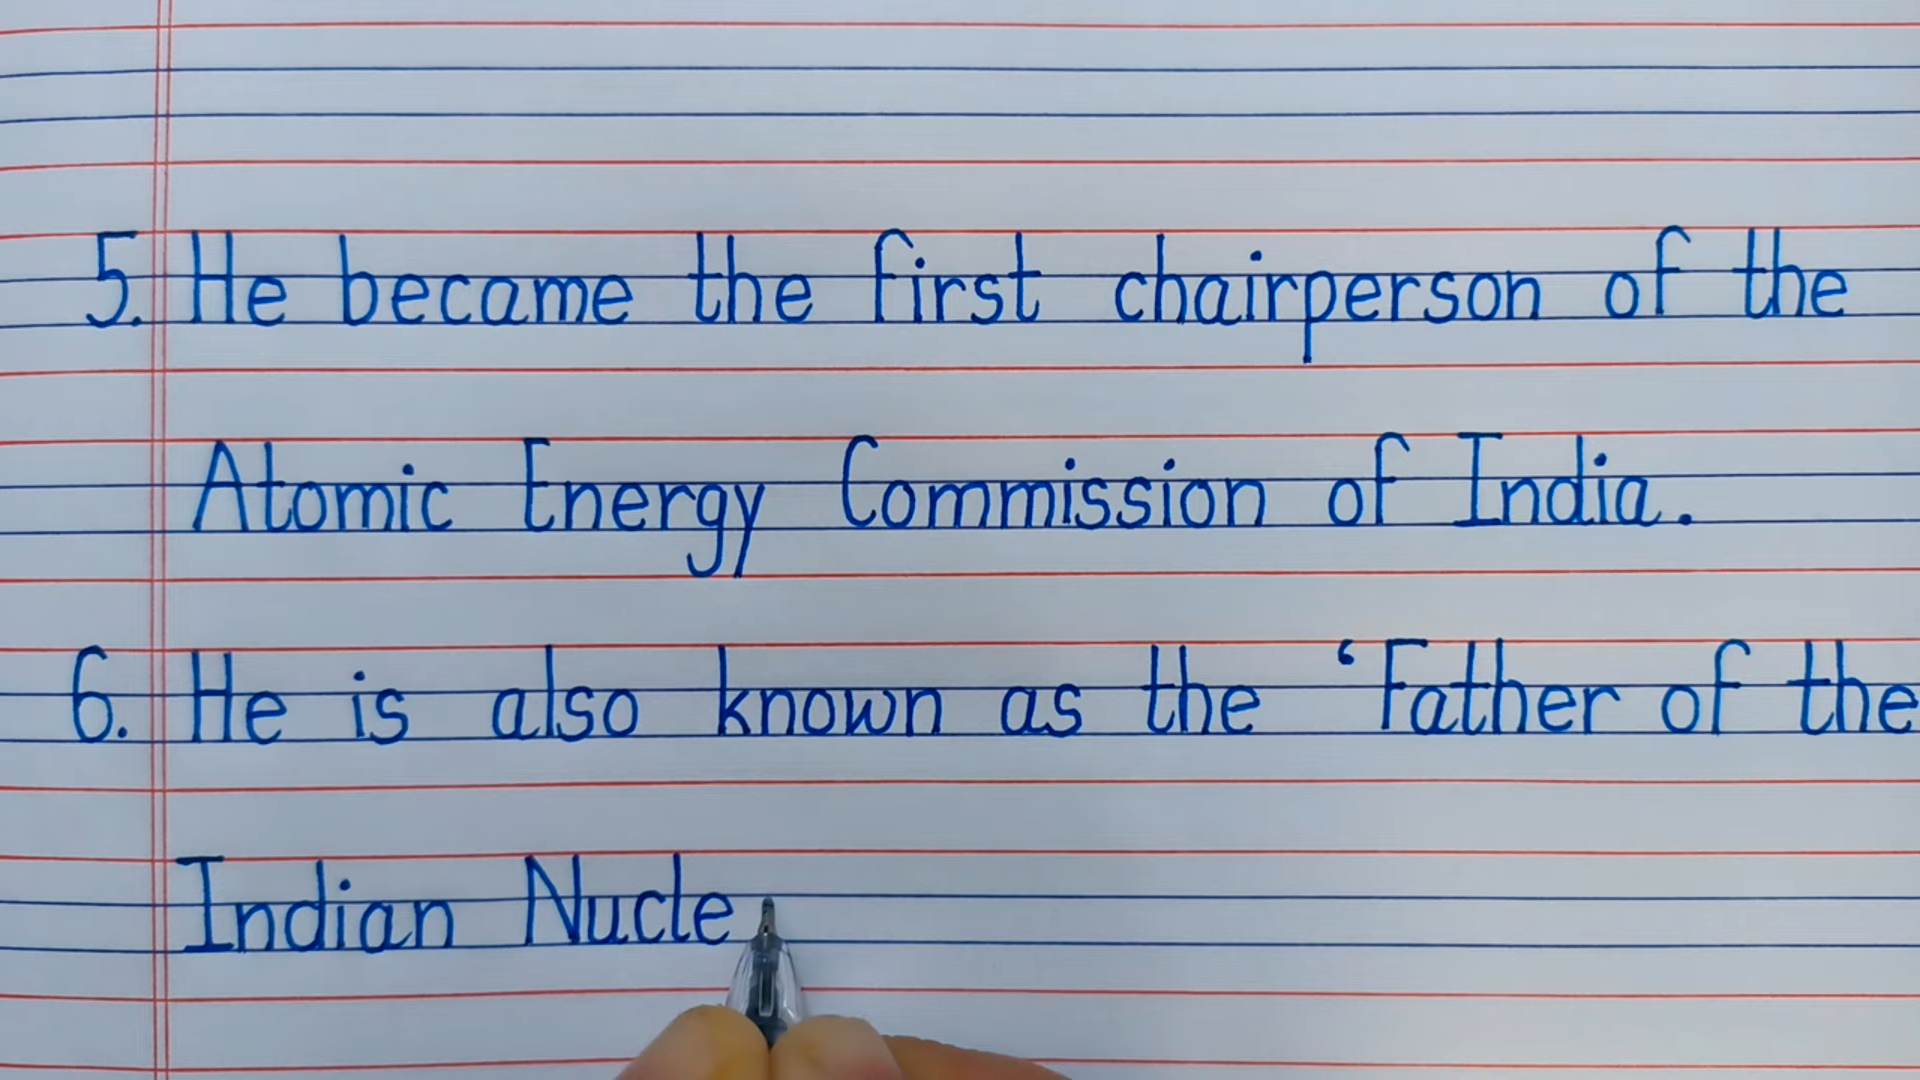 5. He became the first chairperson of the
Atomic Energy Commission of India.
6. He is also known as the ‘Father of the
Indian Nucle